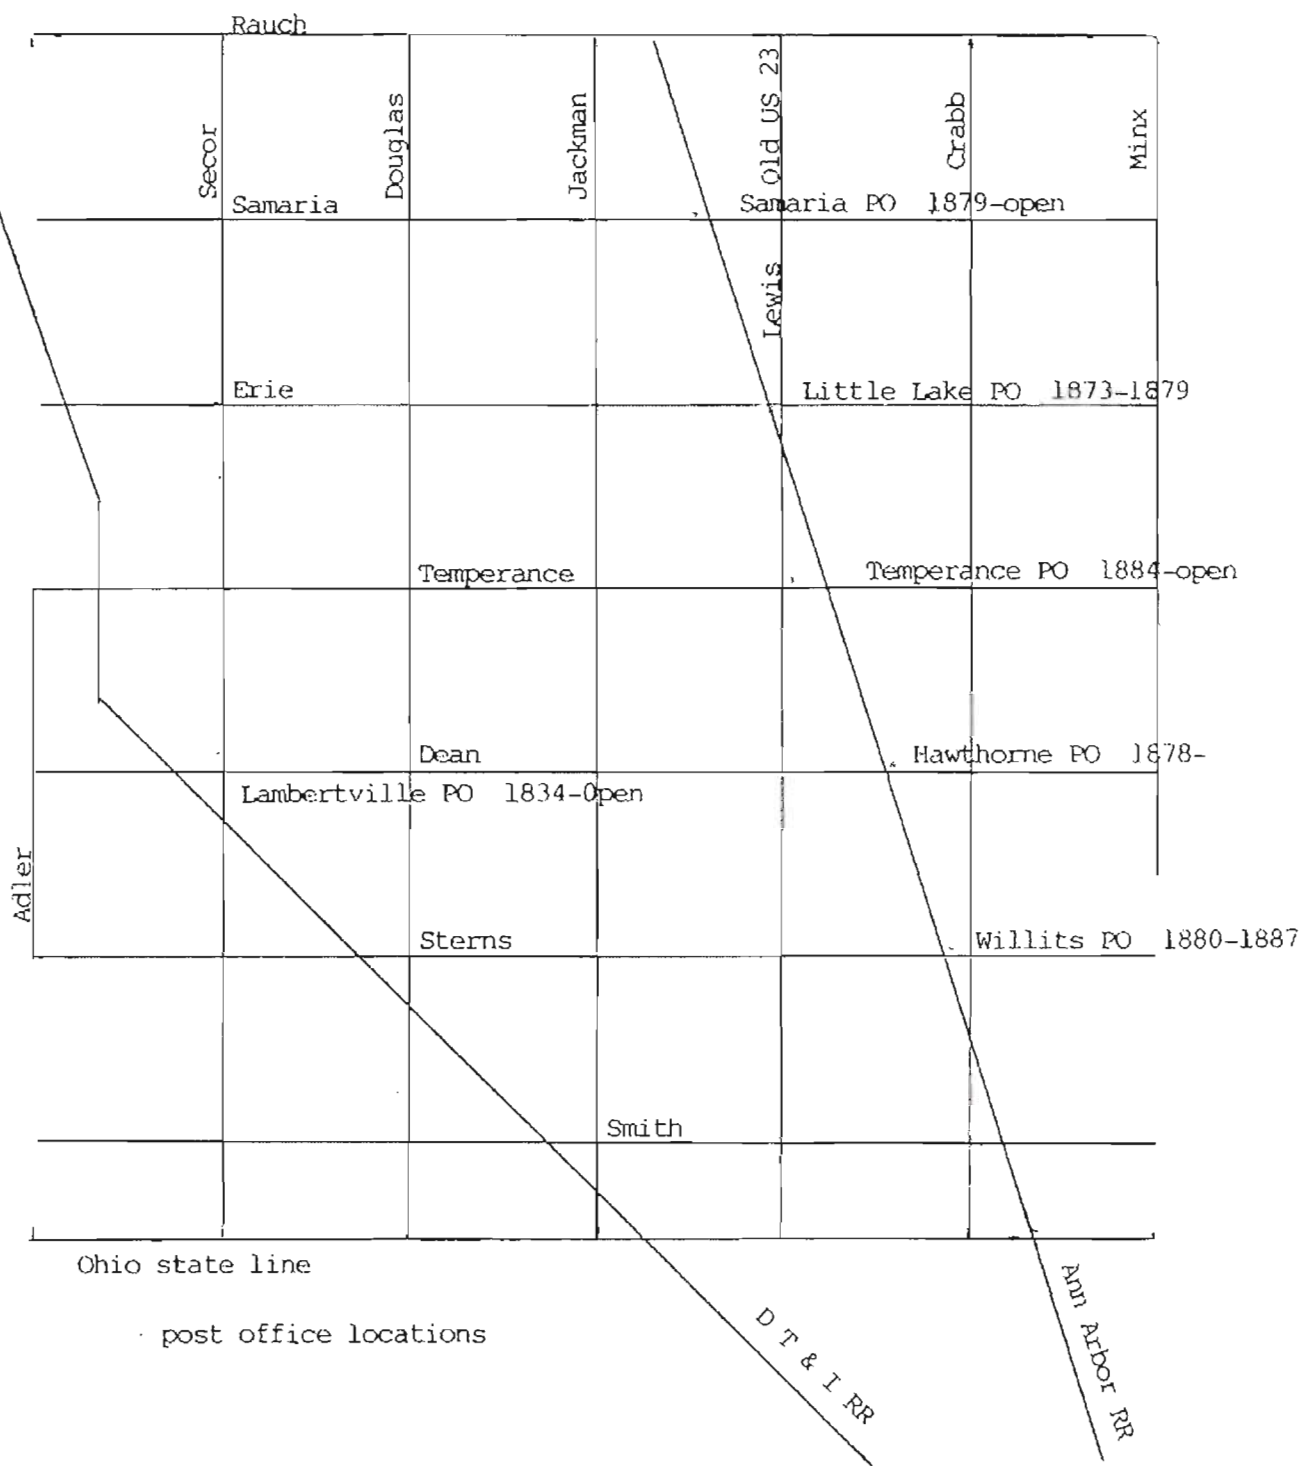 Rauch
Secor
Douglas
Jackman
Lewis Old US 23
Crabb
Minx
Samaria
Samaria PO 1879-open
Erie
Little Lake PO 1873-1879
Temperance
Temperance PO 1884-open
Dean
Hawthorne PO 1878-
Lambertville PO 1834-Open
Adler
Sterns
Willits PO 1880-1887
Smith
Ohio state line
· post office locations
D T & I RR
Ann Arbor RR